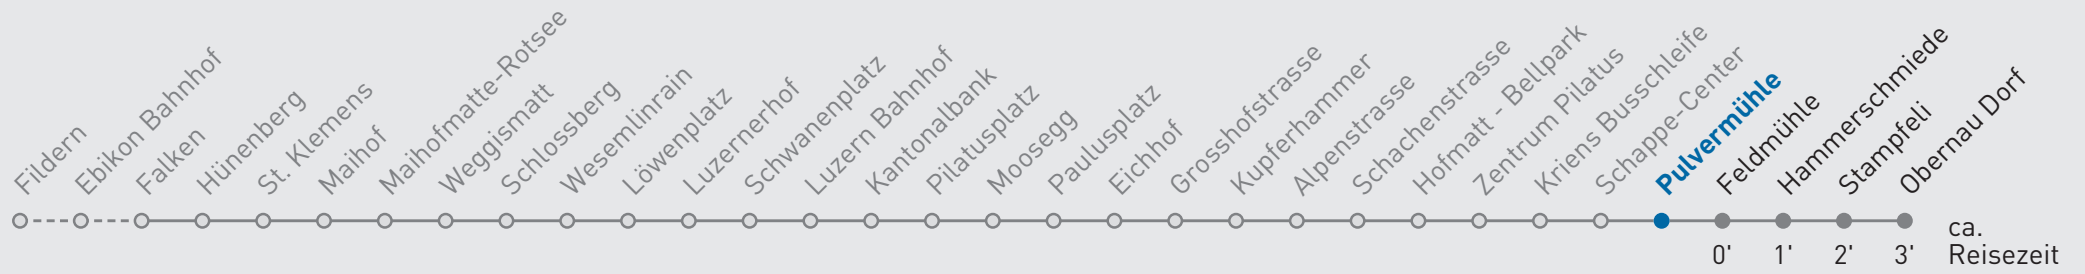 Fildern
Ebikon Bahnhof
Falken
Hünenberg
St. Klemens
Maihof
Maihofmatte-Rotsee
Weggismatt
Schlossberg
Wesemlinrain
Löwenplatz
Luzernerhof
Schwanenplatz
Luzern Bahnhof
Kantonalbank
Pilatusplatz
Moosegg
Paulusplatz
Eichhof
Grosshofstrasse
Kupferhammer
Alpenstrasse
Schachenstrasse
Hofmatt - Bellpark
Zentrum Pilatus
Kriens Busschleife
Schappe-Center
Pulvermühle
Feldmühle
Hammerschmiede
Stampfeli
Obernau Dorf
0' 1' 2' 3'
ca.
Reisezeit